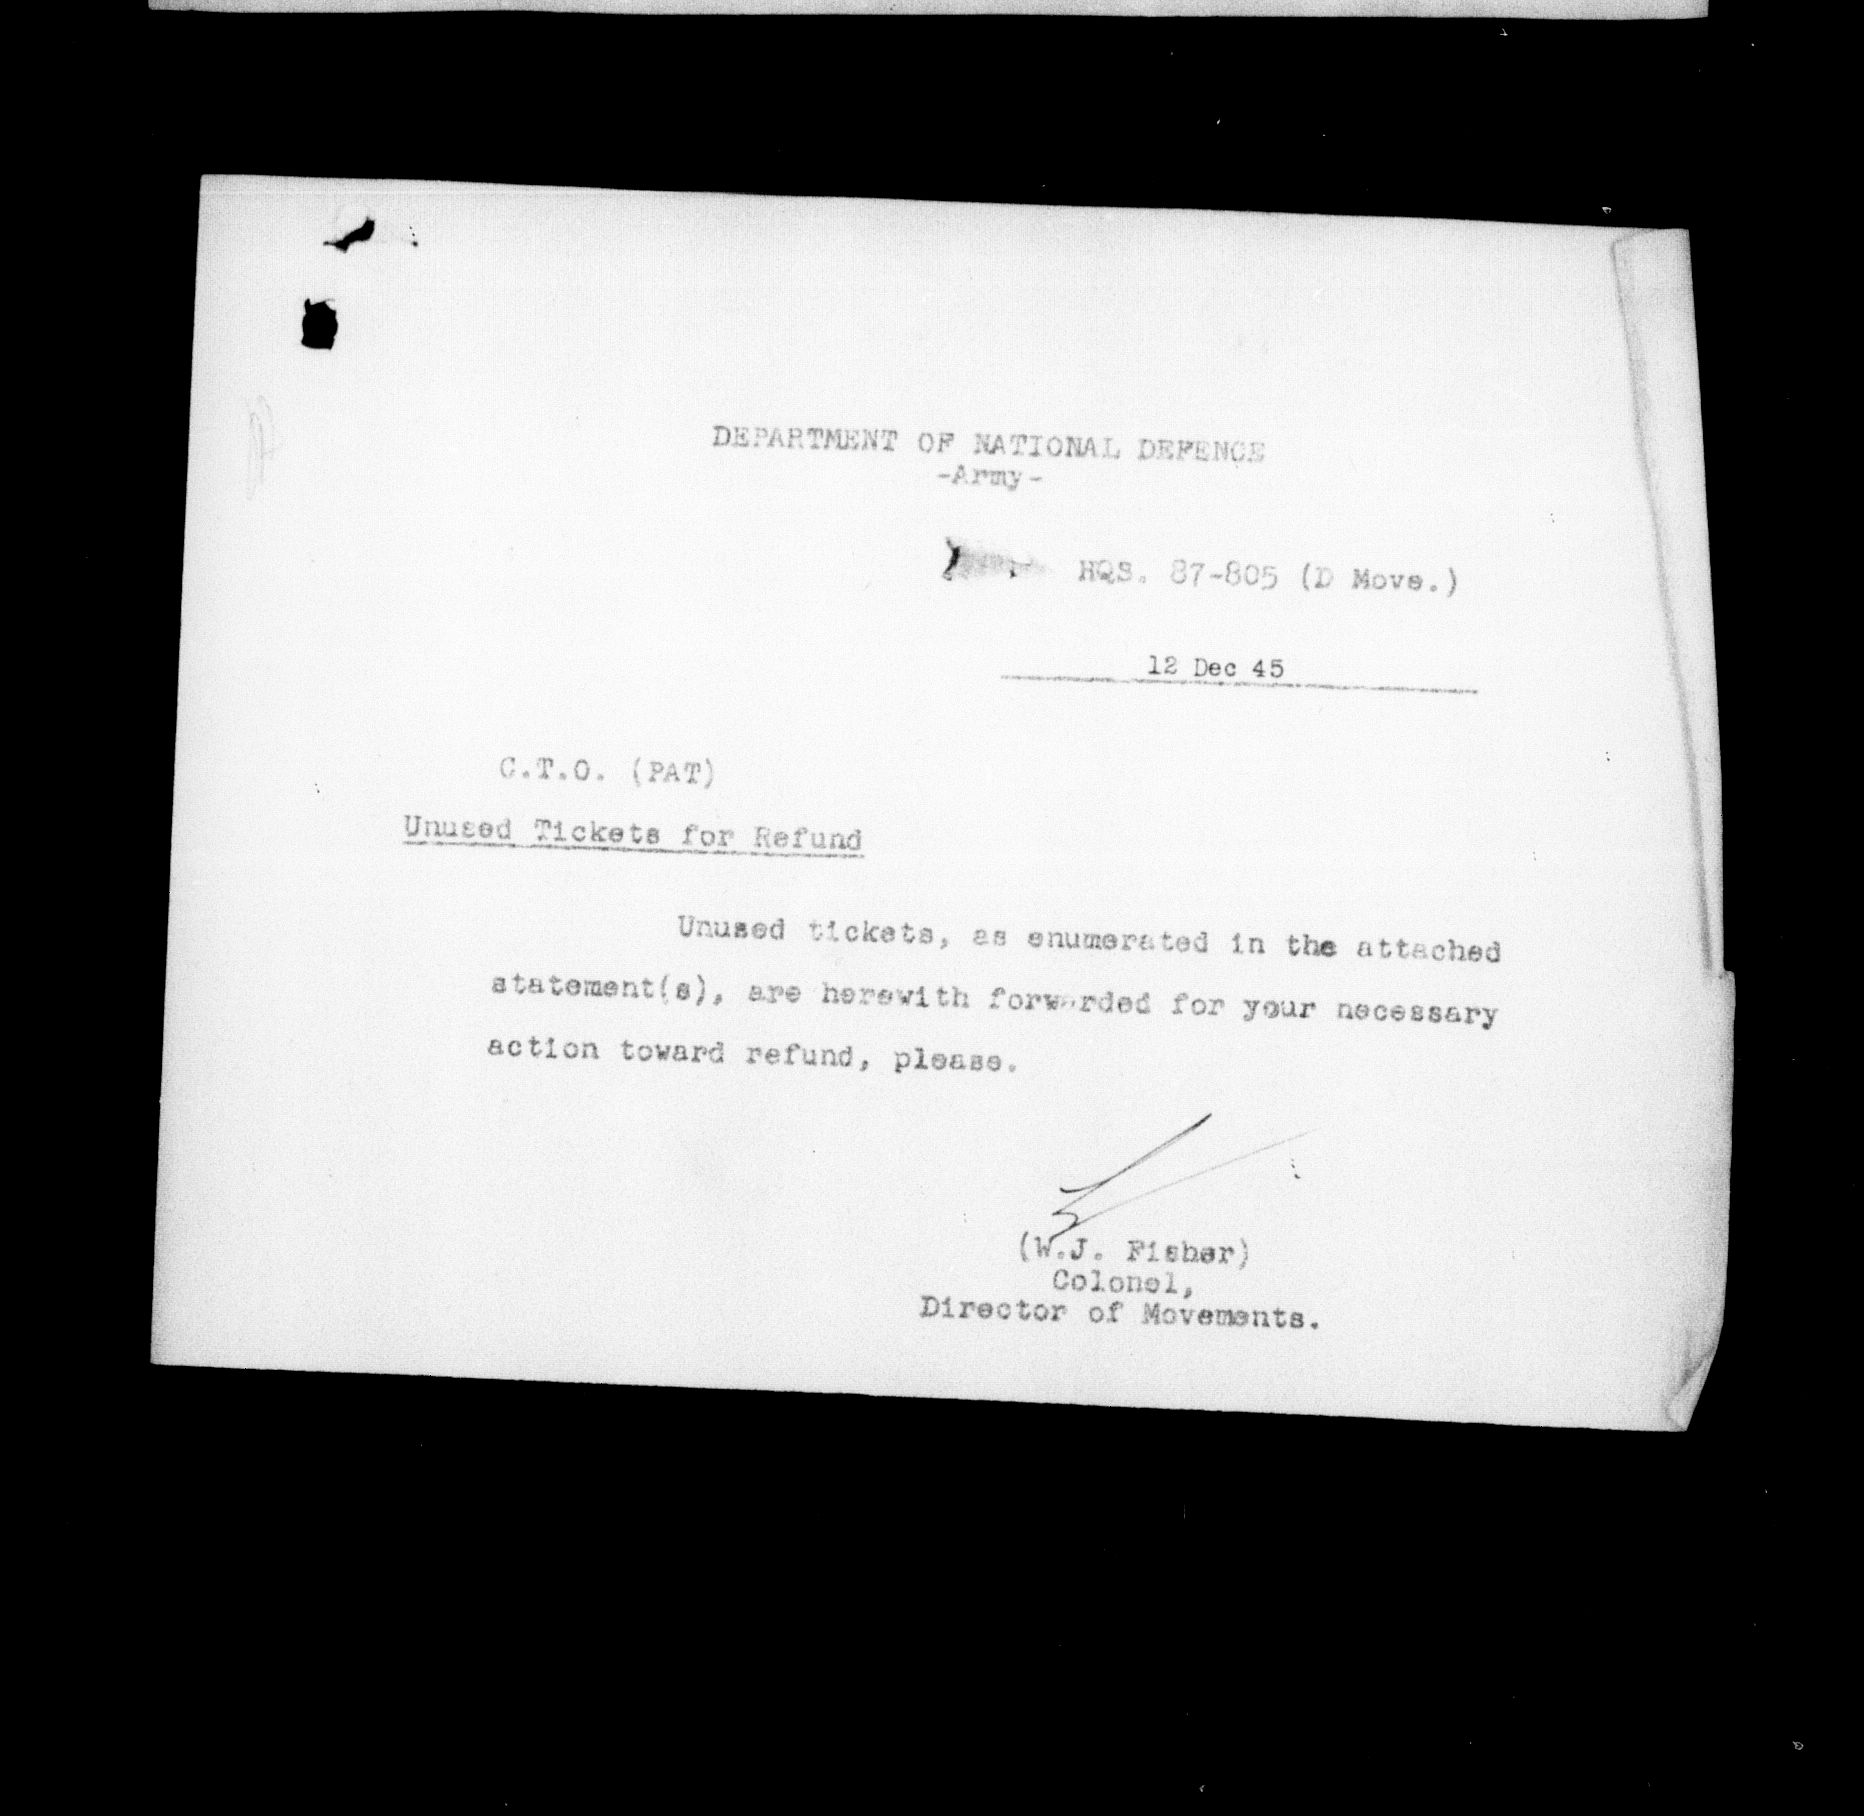 DEPARTMENT OF NATIONAL DEFENCE
-Army-
HQS. 87-805 (D Move.)
12 Dec 45
C.T.O. (PAT)
Unused Tickets for Refund
Unused tickets, as enumerated in the attached
statement(s), are herewith forwarded for your necessary
action toward refund, please.
(W.J. Fisher)
Colonel,
Director of Movements.